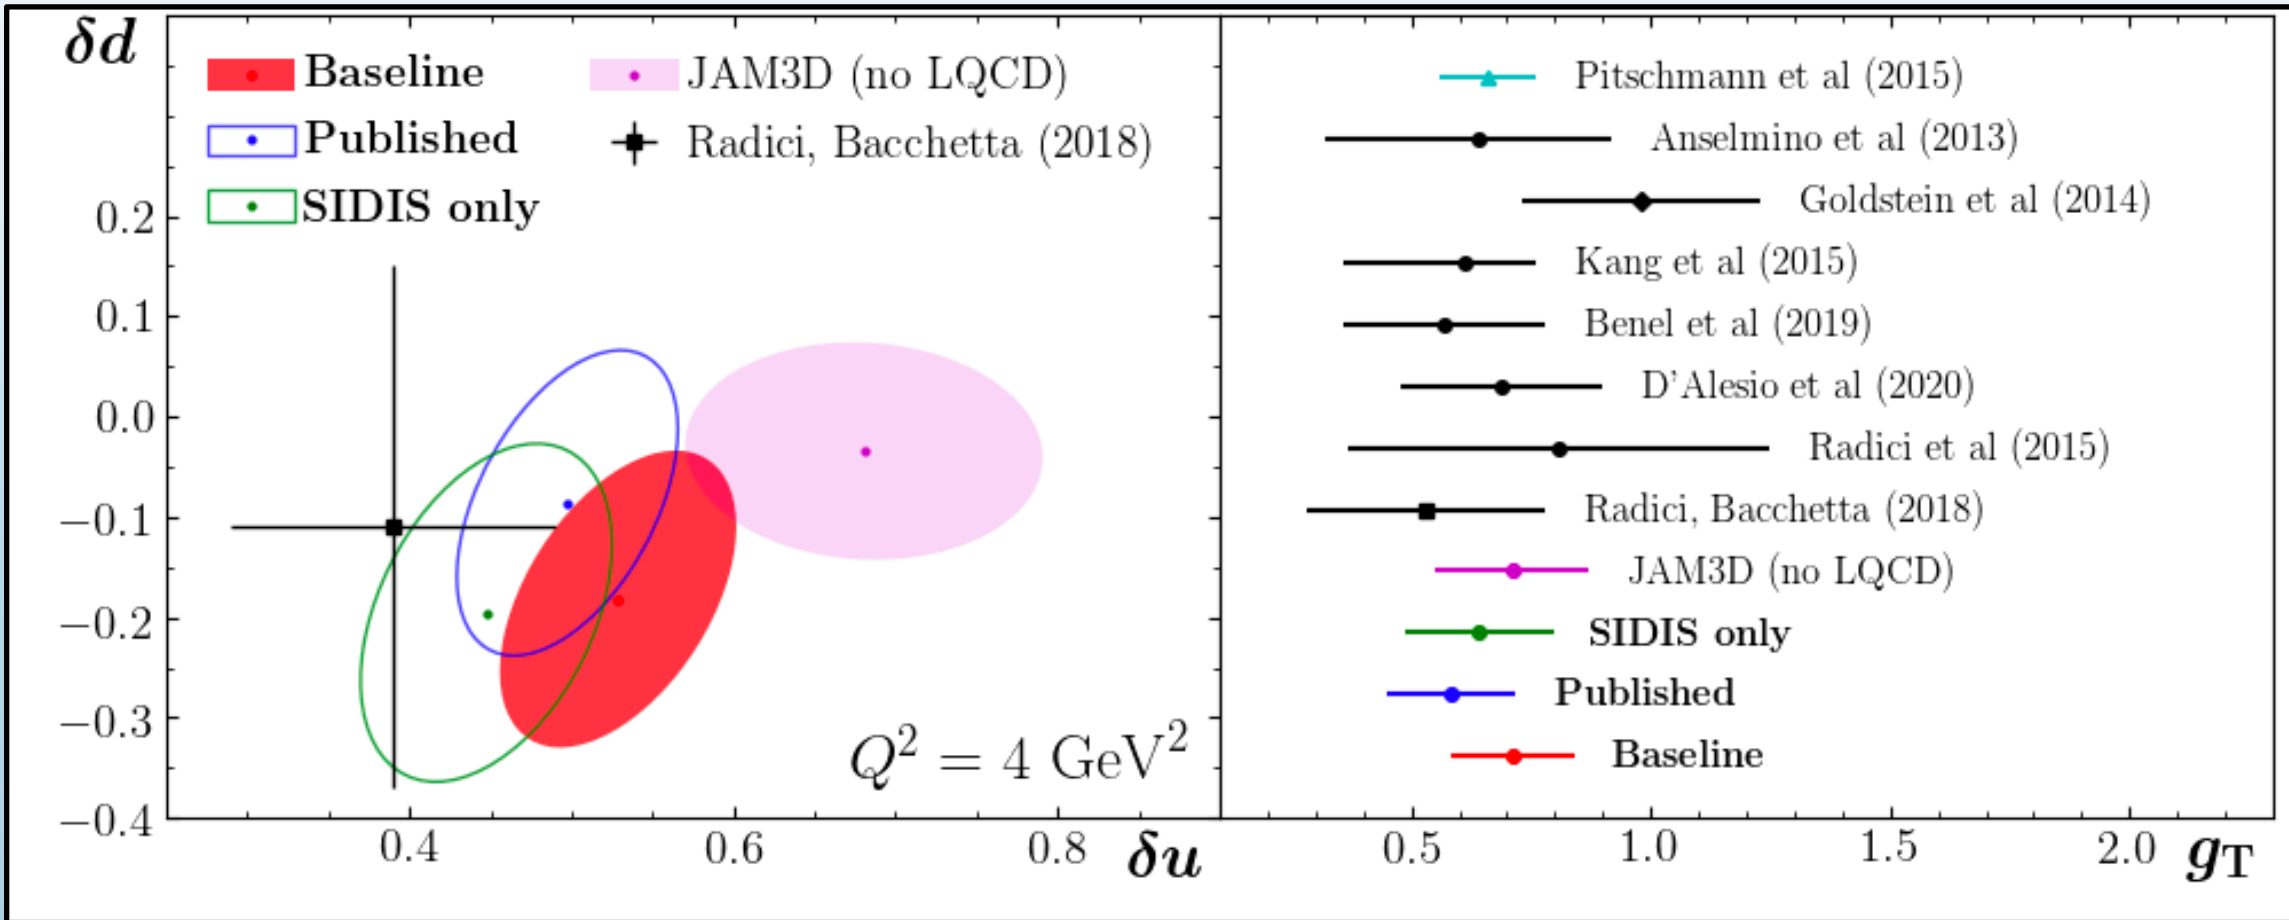 δd
Baseline
Published
SIDIS only
JAM3D (no LQCD)
Radici, Bacchetta (2018)
0.2
0.1
0.0
−0.1
−0.2
−0.3
−0.4
Q² = 4 GeV²
0.4
0.6
0.8
δu
Pitschmann et al (2015)
Anselmino et al (2013)
Goldstein et al (2014)
Kang et al (2015)
Benel et al (2019)
D'Alesio et al (2020)
Radici et al (2015)
Radici, Bacchetta (2018)
JAM3D (no LQCD)
SIDIS only
Published
Baseline
0.5
1.0
1.5
2.0
g_T